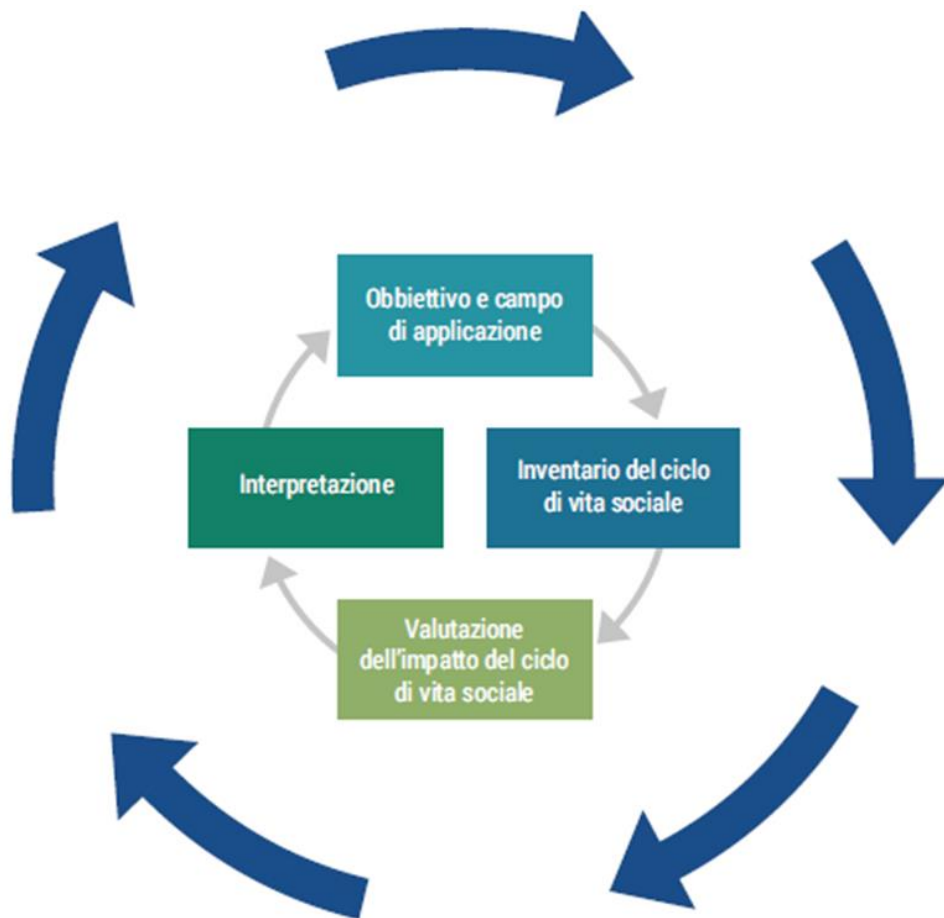 Obbiettivo e campo
di applicazione
Interpretazione
Inventario del ciclo
di vita sociale
Valutazione
dell'impatto del ciclo
di vita sociale